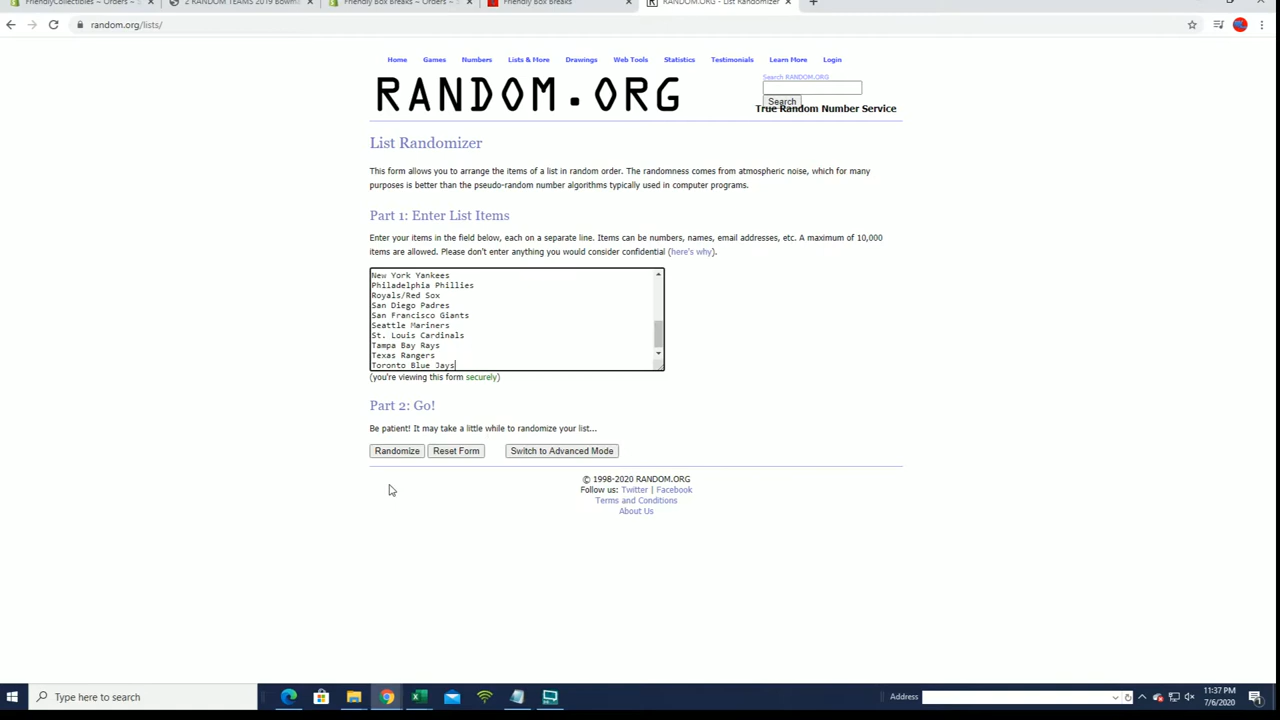 FriendlyCollectibles – Orders – S
2 RANDOM TEAMS 2019 Bowm
Friendly Box Breaks – Orders – S
Friendly Box Breaks
RANDOM.ORG - List Randomizer
random.org/lists/
Home Games Numbers Lists & More Drawings Web Tools Statistics Testimonials Learn More Login
RANDOM.ORG
Search RANDOM.ORG
Search
True Random Number Service
List Randomizer
This form allows you to arrange the items of a list in random order. The randomness comes from atmospheric noise, which for many
purposes is better than the pseudo-random number algorithms typically used in computer programs.
Part 1: Enter List Items
Enter your items in the field below, each on a separate line. Items can be numbers, names, email addresses, etc. A maximum of 10,000
items are allowed. Please don't enter anything you would consider confidential (here's why).
New York Yankees
Philadelphia Phillies
Royals/Red Sox
San Diego Padres
San Francisco Giants
Seattle Mariners
St. Louis Cardinals
Tampa Bay Rays
Texas Rangers
Toronto Blue Jays
(you're viewing this form securely)
Part 2: Go!
Be patient! It may take a little while to randomize your list...
Randomize Reset Form Switch to Advanced Mode
© 1998-2020 RANDOM.ORG
Follow us: Twitter | Facebook
Terms and Conditions
About Us
Type here to search
Address
11:37 PM
7/6/2020